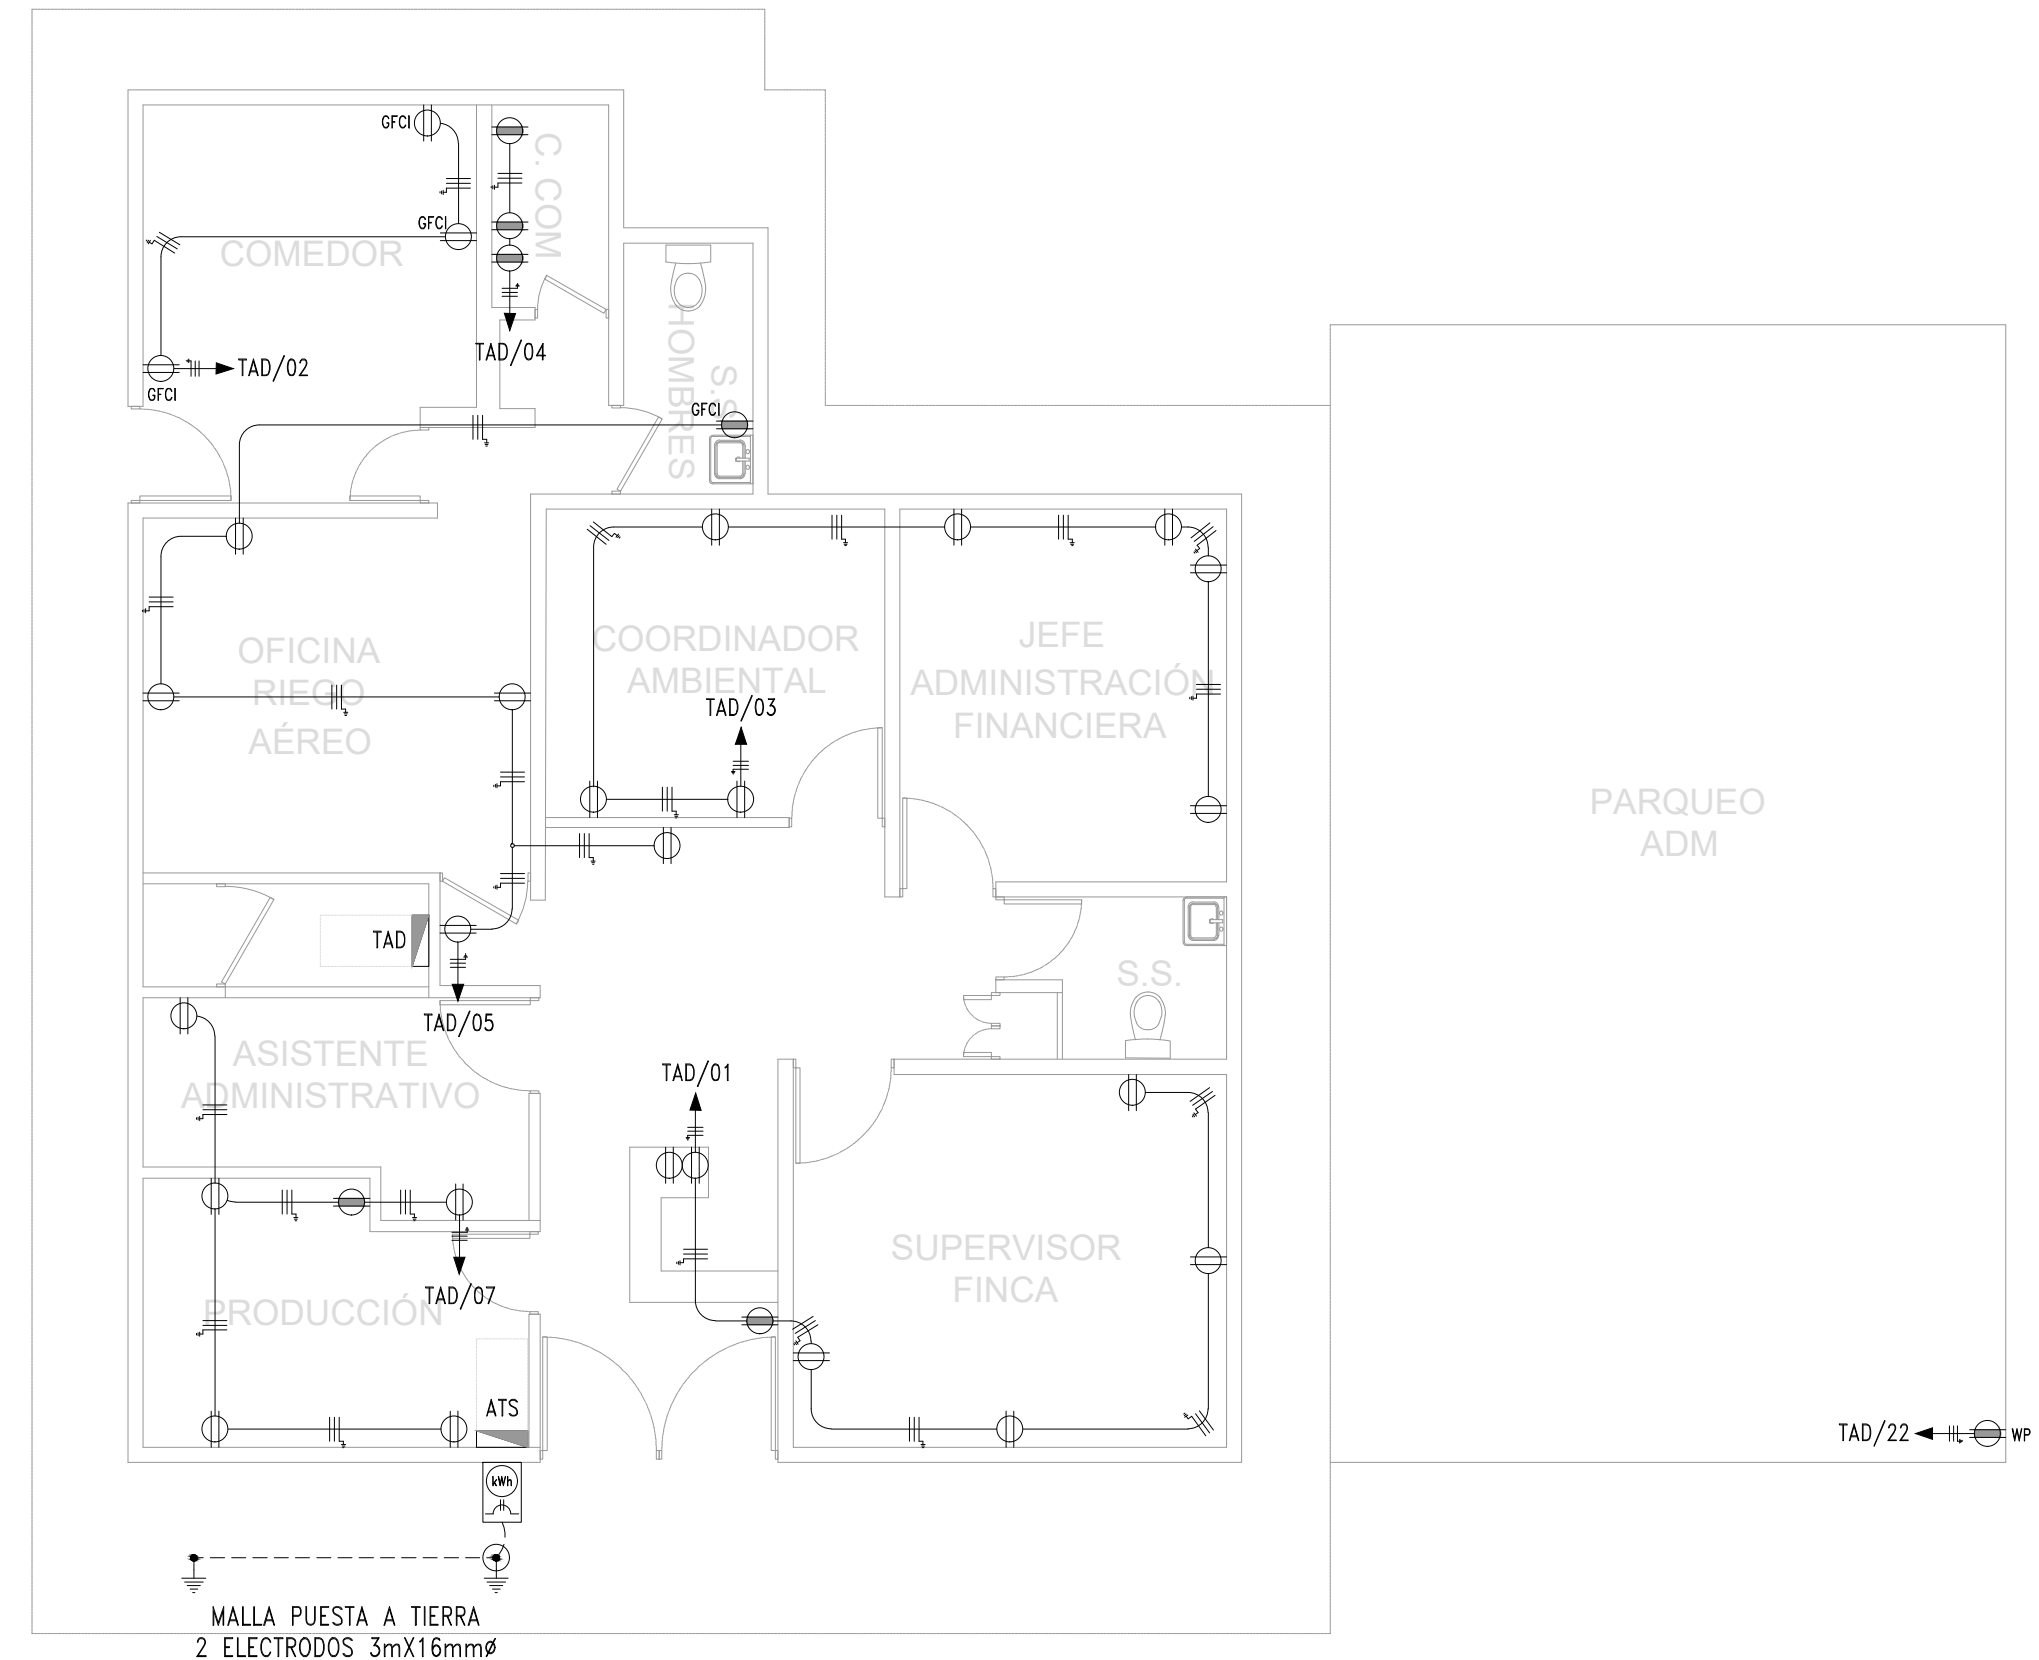 GFCI
C. COM
GFCI
COMEDOR
TAD/04
TAD/02
GFCI
GFCI
S.S.
HOMBRES
OFICINA
RIEGO
AÉREO
COORDINADOR
AMBIENTAL
TAD/03
JEFE
ADMINISTRACIÓN
FINANCIERA
PARQUEO
ADM
TAD
S.S.
TAD/05
ASISTENTE
ADMINISTRATIVO
TAD/01
SUPERVISOR
FINCA
TAD/07
PRODUCCIÓN
ATS
TAD/22
WP
kWh
MALLA PUESTA A TIERRA
2 ELECTRODOS 3mX16mmø